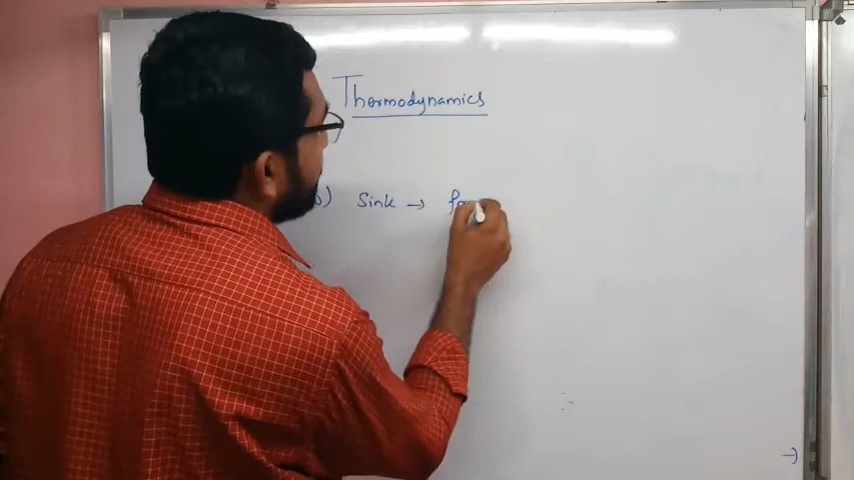 Thermodynamics
) Sink →
→)